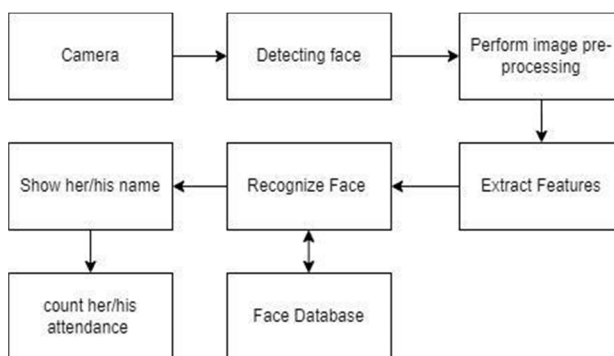 Camera
Detecting face
Perform image pre-
processing
Show her/his name
Recognize Face
Extract Features
count her/his
attendance
Face Database